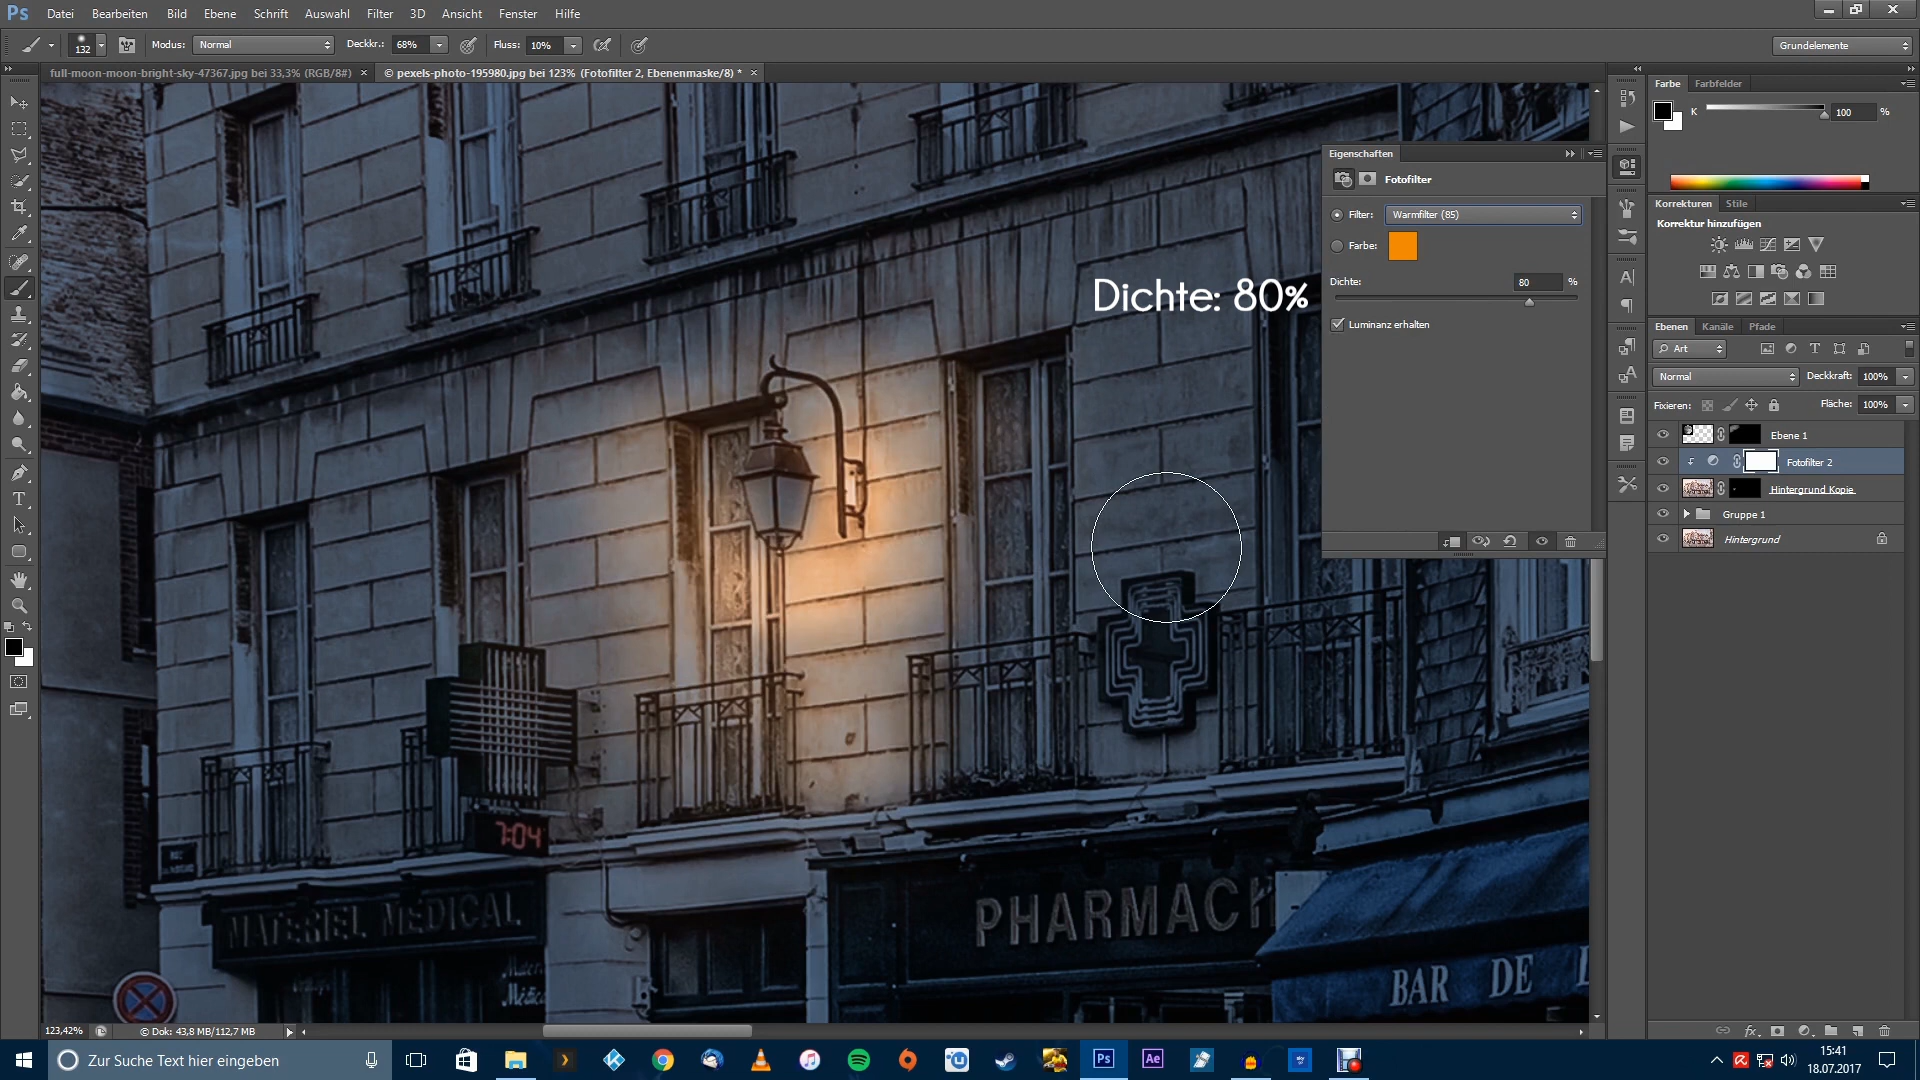 Ps Datei Bearbeiten Bild Ebene Schrift Auswahl Filter 3D Ansicht Fenster Hilfe
132 Modus: Normal Deckkr.: 68% Fluss: 10% Grundelemente
full-moon-moon-bright-sky-47367.jpg bei 33,3% (RGB/8#) × © pexels-photo-195980.jpg bei 123% (Fotofilter 2, Ebenenmaske/8) * ×
Farbe Farbfelder
K 100 %
Eigenschaften
Fotofilter
Filter: Warmfilter (85)
Farbe:
Dichte: 80 %
Luminanz erhalten
Dichte: 80%
Korrekturen Stile
Korrektur hinzufügen
Ebenen Kanäle Pfade
Art
Normal Deckkraft: 100%
Fixieren: Fläche: 100%
Ebene 1
Fotofilter 2
Hintergrund Kopie
Gruppe 1
Hintergrund
7:04
MATERIEL MEDICAL
PHARMACI
BAR DE L
123,42% © Dok: 43,8 MB/112,7 MB
Zur Suche Text hier eingeben
Ps Ae
15:41
18.07.2017